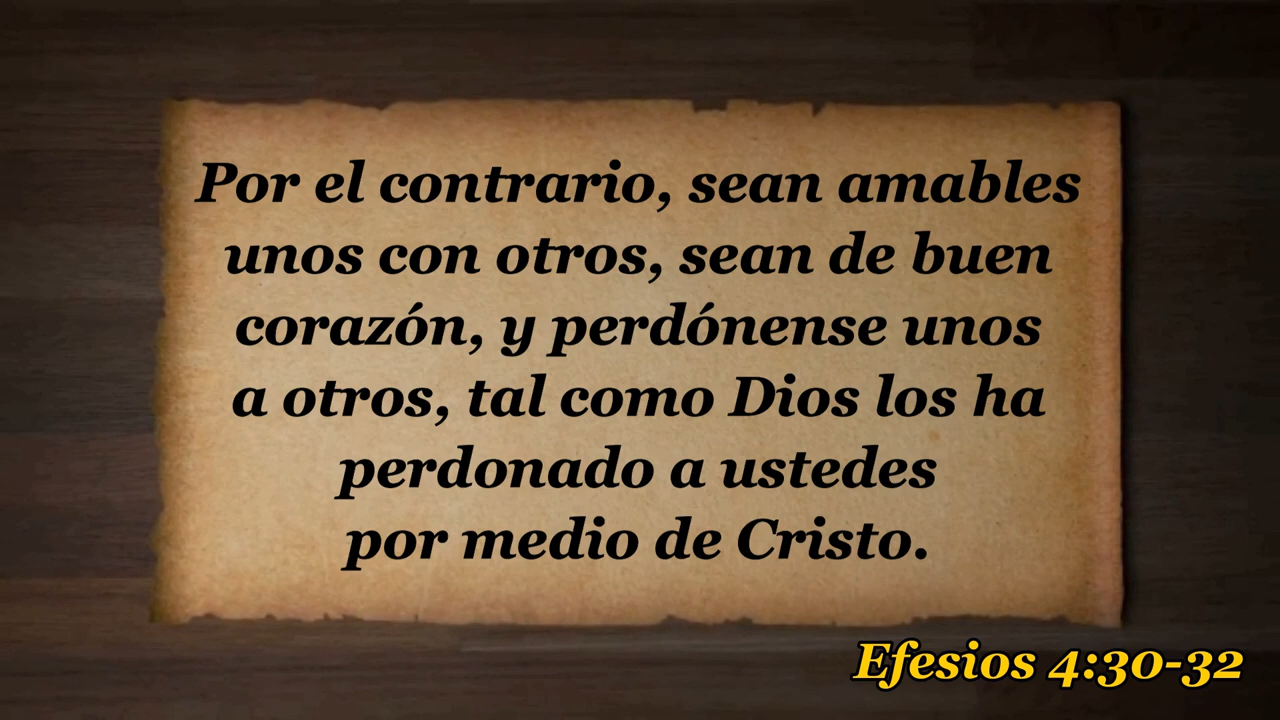 Por el contrario, sean amables
unos con otros, sean de buen
corazón, y perdónense unos
a otros, tal como Dios los ha
perdonado a ustedes
por medio de Cristo.
Efesios 4:30-32